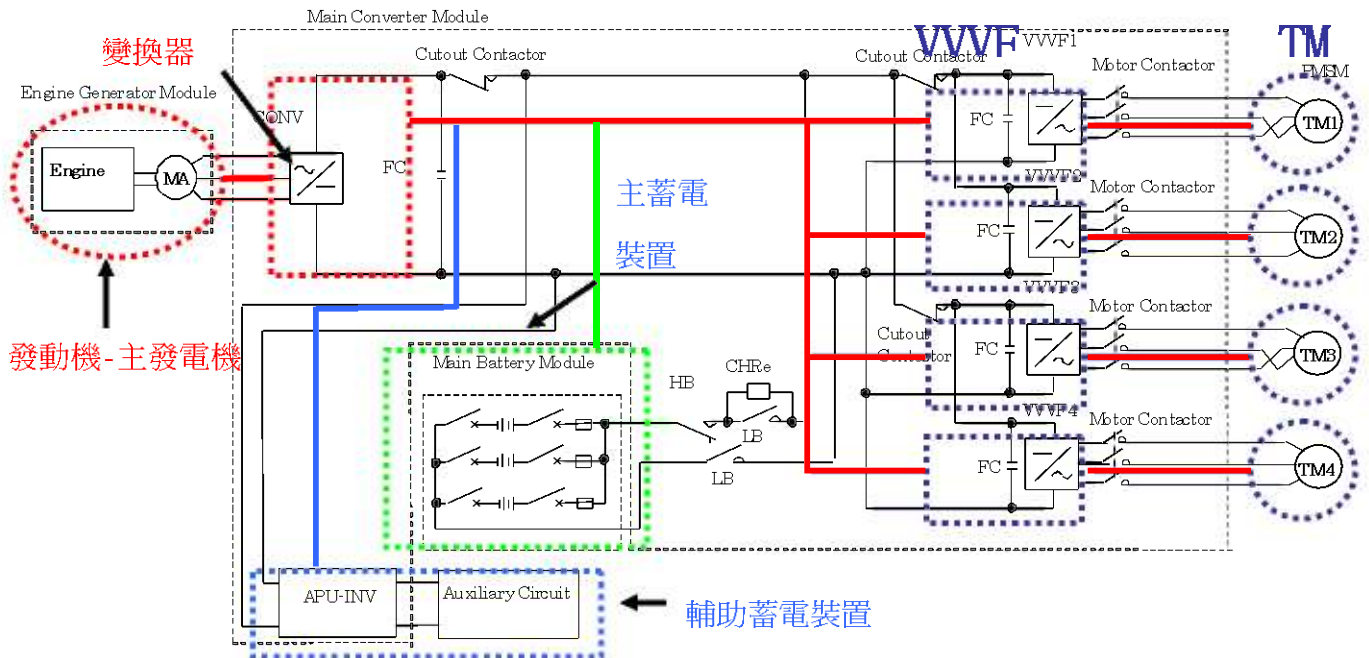 Main Converter Module
變換器
Cutout Contactor
Cutout Contactor
VVVF
VVVF1
TM
Motor Contactor
PMSM
Engine Generator Module
CONV
Engine
MA
FC
FC
TM1
主蓄電
裝置
VVVF2
Motor Contactor
FC
TM2
VVVF3
Motor Contactor
Cutout
Contactor
FC
TM3
發動機-主發電機
Main Battery Module
HB
CHRe
LB
LB
VVVF4
Motor Contactor
FC
TM4
APU-INV
Auxiliary Circuit
輔助蓄電裝置